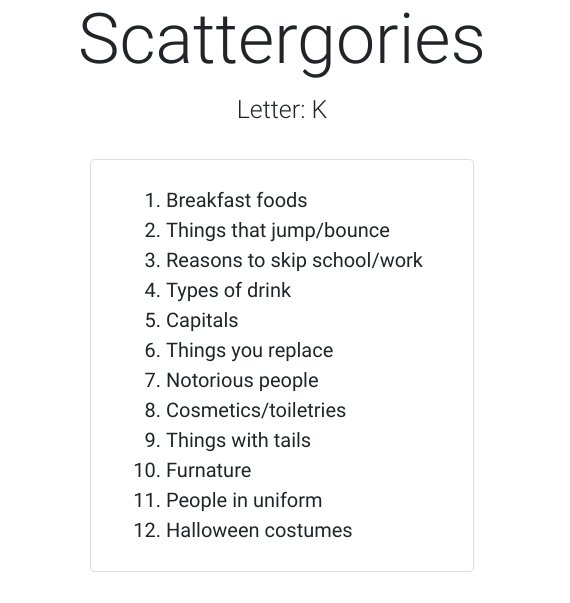 Scattergories
Letter: K
1. Breakfast foods
2. Things that jump/bounce
3. Reasons to skip school/work
4. Types of drink
5. Capitals
6. Things you replace
7. Notorious people
8. Cosmetics/toiletries
9. Things with tails
10. Furnature
11. People in uniform
12. Halloween costumes